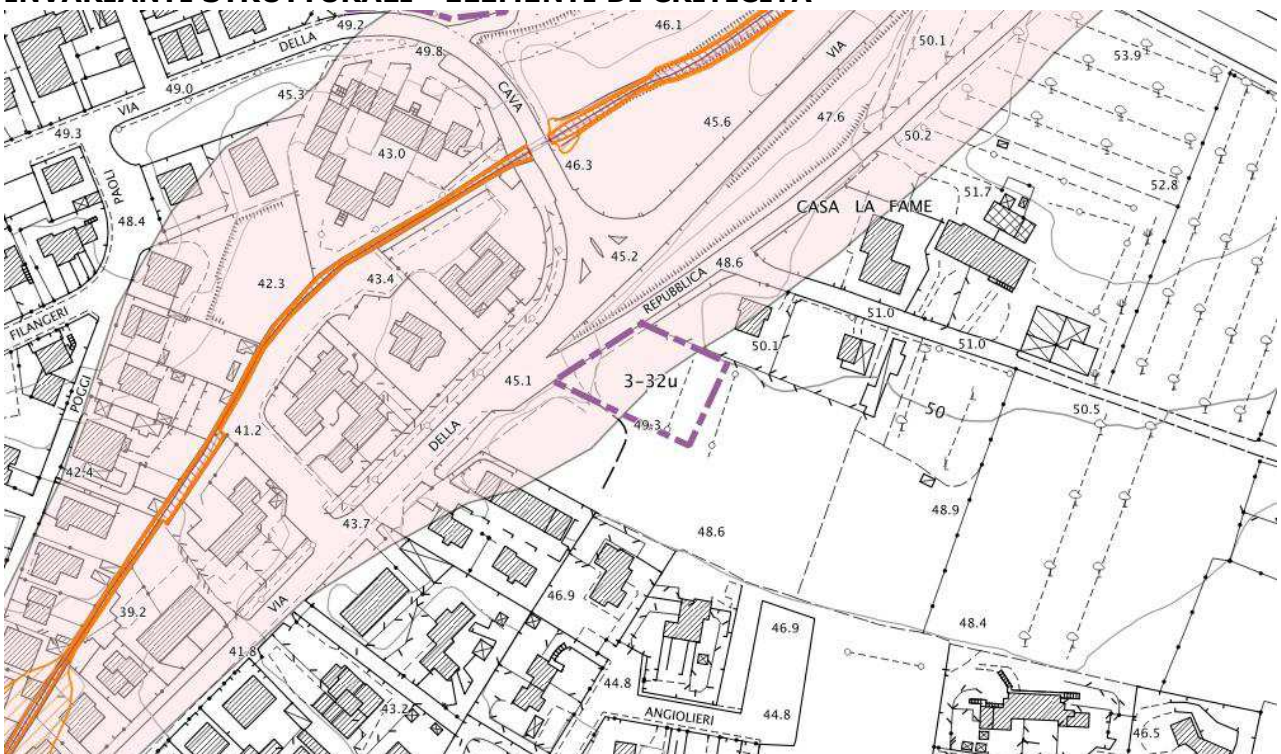 INVARIANTI STRUTTURALI - ELEMENTI DI CRITICITÀ
49.2
DELLA
49.8
46.1
VIA
50.1
53.9
49.0
VIA
45.3
CAVA
49.3
43.0
45.6
47.6
50.2
46.3
PAOLI
48.4
51.7
52.8
CASA LA FAME
45.2
48.6
42.3
43.4
REPUBBLICA
FILANGERI
51.0
50.1
51.0
45.1
3-32u
POGGI
50
50.5
41.2
DELLA
49.3
42.4
43.7
48.6
48.9
39.2
VIA
46.9
46.9
48.4
41.8
44.8
43.2
ANGIOLIERI
44.8
46.5